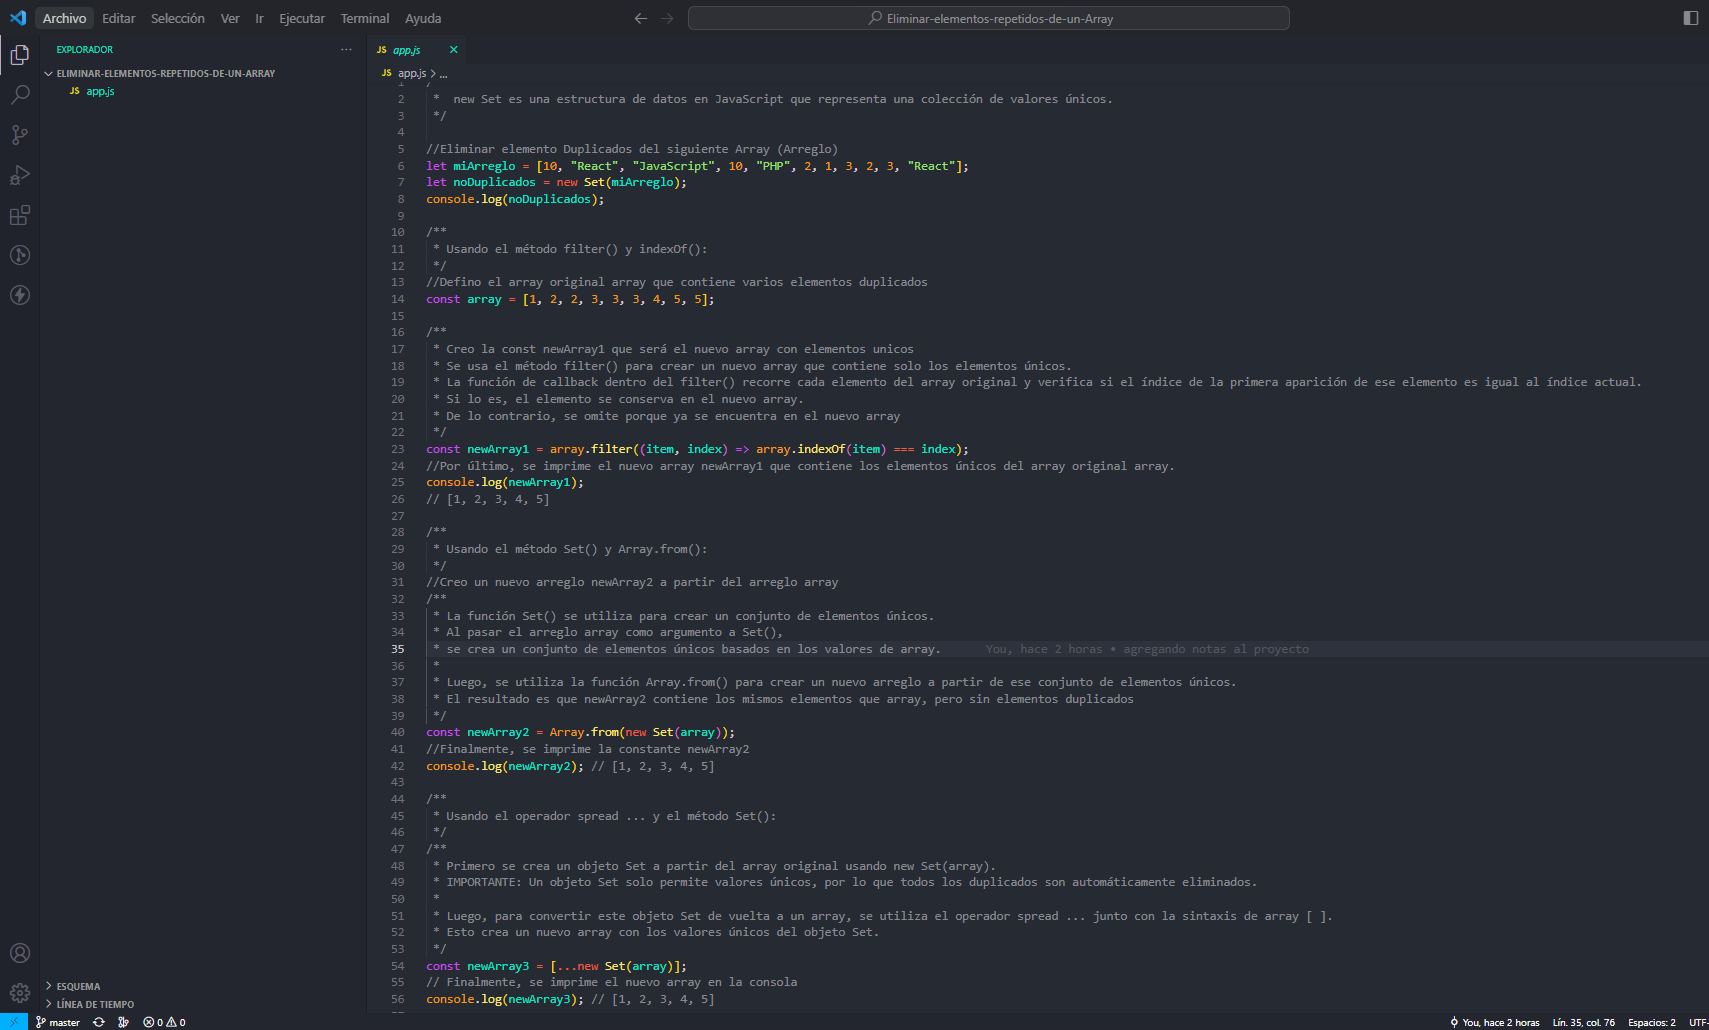 Archivo Editar Selección Ver Ir Ejecutar Terminal Ayuda
Eliminar-elementos-repetidos-de-un-Array
EXPLORADOR ...
ELIMINAR-ELEMENTOS-REPETIDOS-DE-UN-ARRAY
JS app.js
JS app.js
JS app.js > ...
1 /
2 * new Set es una estructura de datos en JavaScript que representa una colección de valores únicos.
3 */
4
5 //Eliminar elemento Duplicados del siguiente Array (Arreglo)
6 let miArreglo = [10, "React", "JavaScript", 10, "PHP", 2, 1, 3, 2, 3, "React"];
7 let noDuplicados = new Set(miArreglo);
8 console.log(noDuplicados);
9
10 /**
11 * Usando el método filter() y indexOf():
12 */
13 //Defino el array original array que contiene varios elementos duplicados
14 const array = [1, 2, 2, 3, 3, 3, 4, 5, 5];
15
16 /**
17 * Creo la const newArray1 que será el nuevo array con elementos unicos
18 * Se usa el método filter() para crear un nuevo array que contiene solo los elementos únicos.
19 * La función de callback dentro del filter() recorre cada elemento del array original y verifica si el índice de la primera aparición de ese elemento es igual al índice actual.
20 * Si lo es, el elemento se conserva en el nuevo array.
21 * De lo contrario, se omite porque ya se encuentra en el nuevo array
22 */
23 const newArray1 = array.filter((item, index) => array.indexOf(item) === index);
24 //Por último, se imprime el nuevo array newArray1 que contiene los elementos únicos del array original array.
25 console.log(newArray1);
26 // [1, 2, 3, 4, 5]
27
28 /**
29 * Usando el método Set() y Array.from():
30 */
31 //Creo un nuevo arreglo newArray2 a partir del arreglo array
32 /**
33 * La función Set() se utiliza para crear un conjunto de elementos únicos.
34 * Al pasar el arreglo array como argumento a Set(),
35 * se crea un conjunto de elementos únicos basados en los valores de array. You, hace 2 horas • agregando notas al proyecto
36 *
37 * Luego, se utiliza la función Array.from() para crear un nuevo arreglo a partir de ese conjunto de elementos únicos.
38 * El resultado es que newArray2 contiene los mismos elementos que array, pero sin elementos duplicados
39 */
40 const newArray2 = Array.from(new Set(array));
41 //Finalmente, se imprime la constante newArray2
42 console.log(newArray2); // [1, 2, 3, 4, 5]
43
44 /**
45 * Usando el operador spread ... y el método Set():
46 */
47 /**
48 * Primero se crea un objeto Set a partir del array original usando new Set(array).
49 * IMPORTANTE: Un objeto Set solo permite valores únicos, por lo que todos los duplicados son automáticamente eliminados.
50 *
51 * Luego, para convertir este objeto Set de vuelta a un array, se utiliza el operador spread ... junto con la sintaxis de array [ ].
52 * Esto crea un nuevo array con los valores únicos del objeto Set.
53 */
54 const newArray3 = [...new Set(array)];
55 // Finalmente, se imprime el nuevo array en la consola
56 console.log(newArray3); // [1, 2, 3, 4, 5]
ESQUEMA
LÍNEA DE TIEMPO
master 0 0 You, hace 2 horas Lín. 35, col. 76 Espacios: 2 UTF-